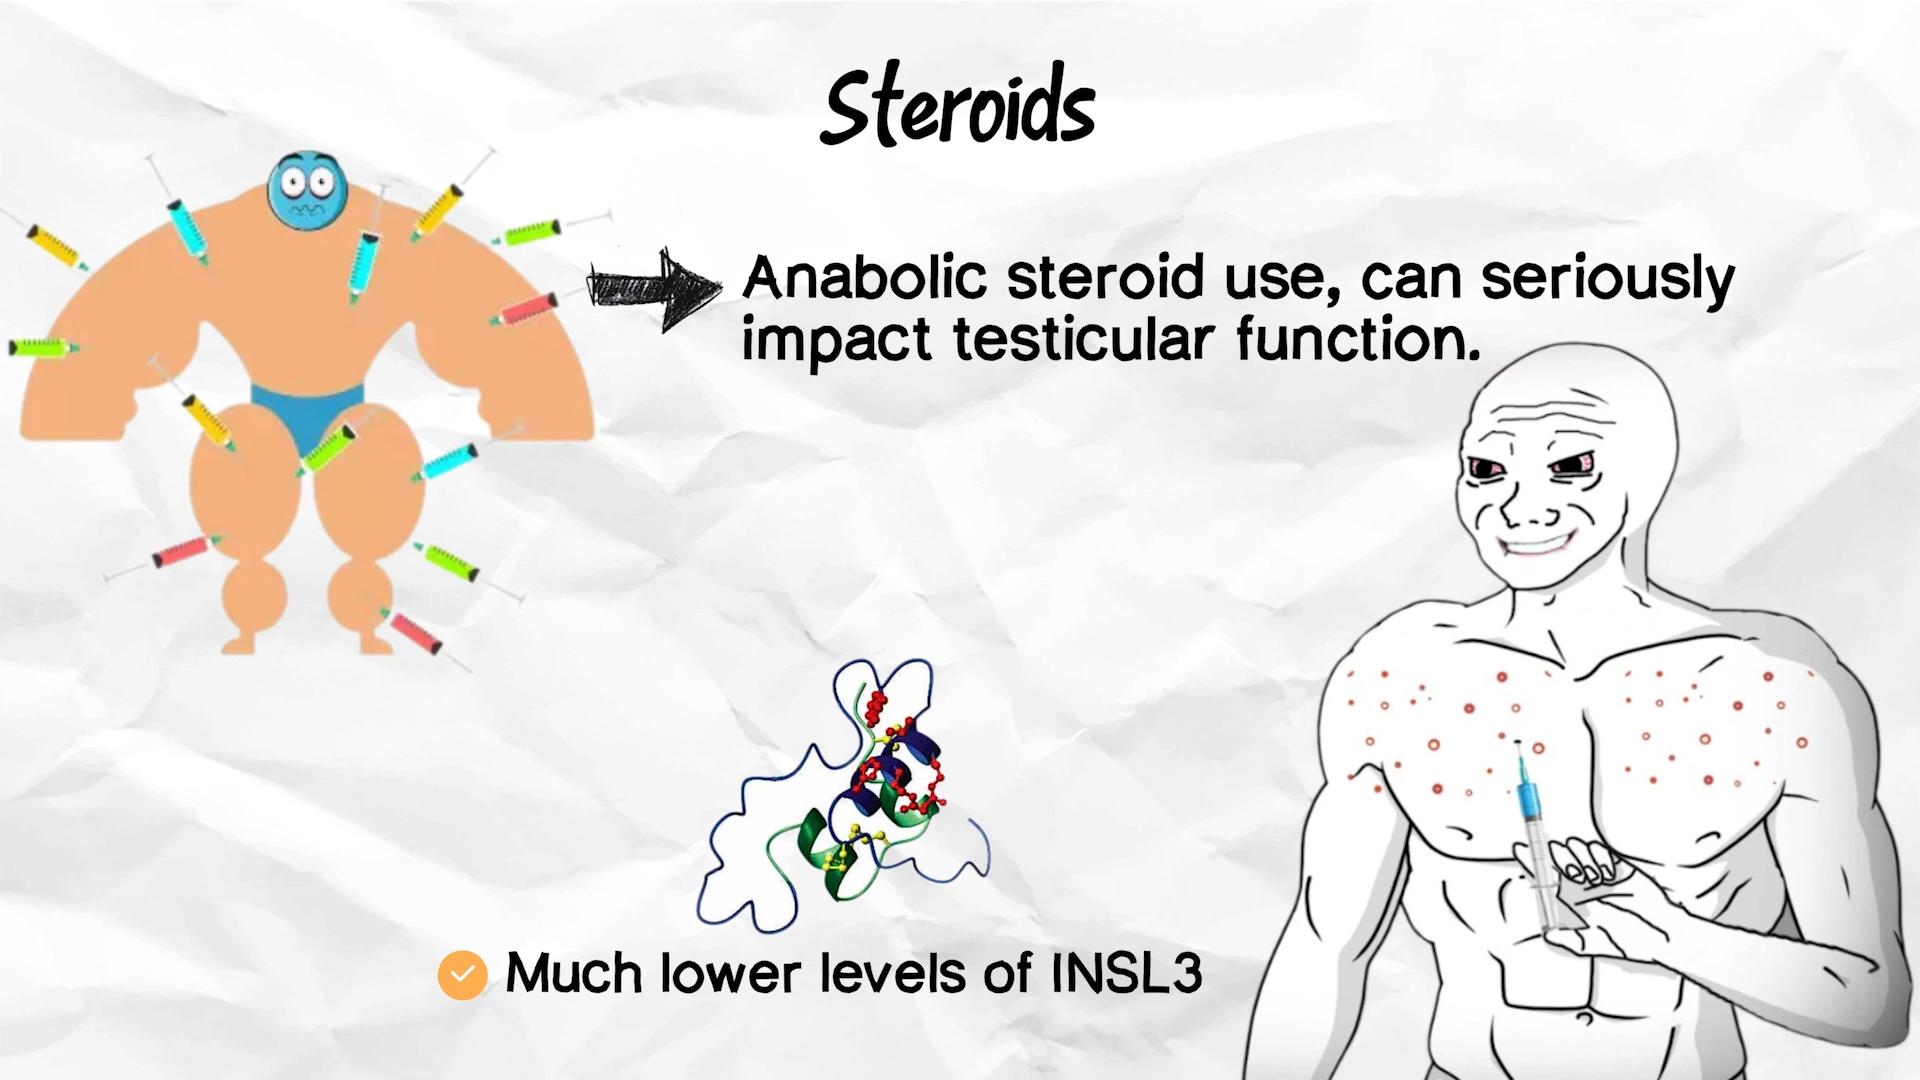 Steroids
Anabolic steroid use, can seriously
impact testicular function.
Much lower levels of INSL3